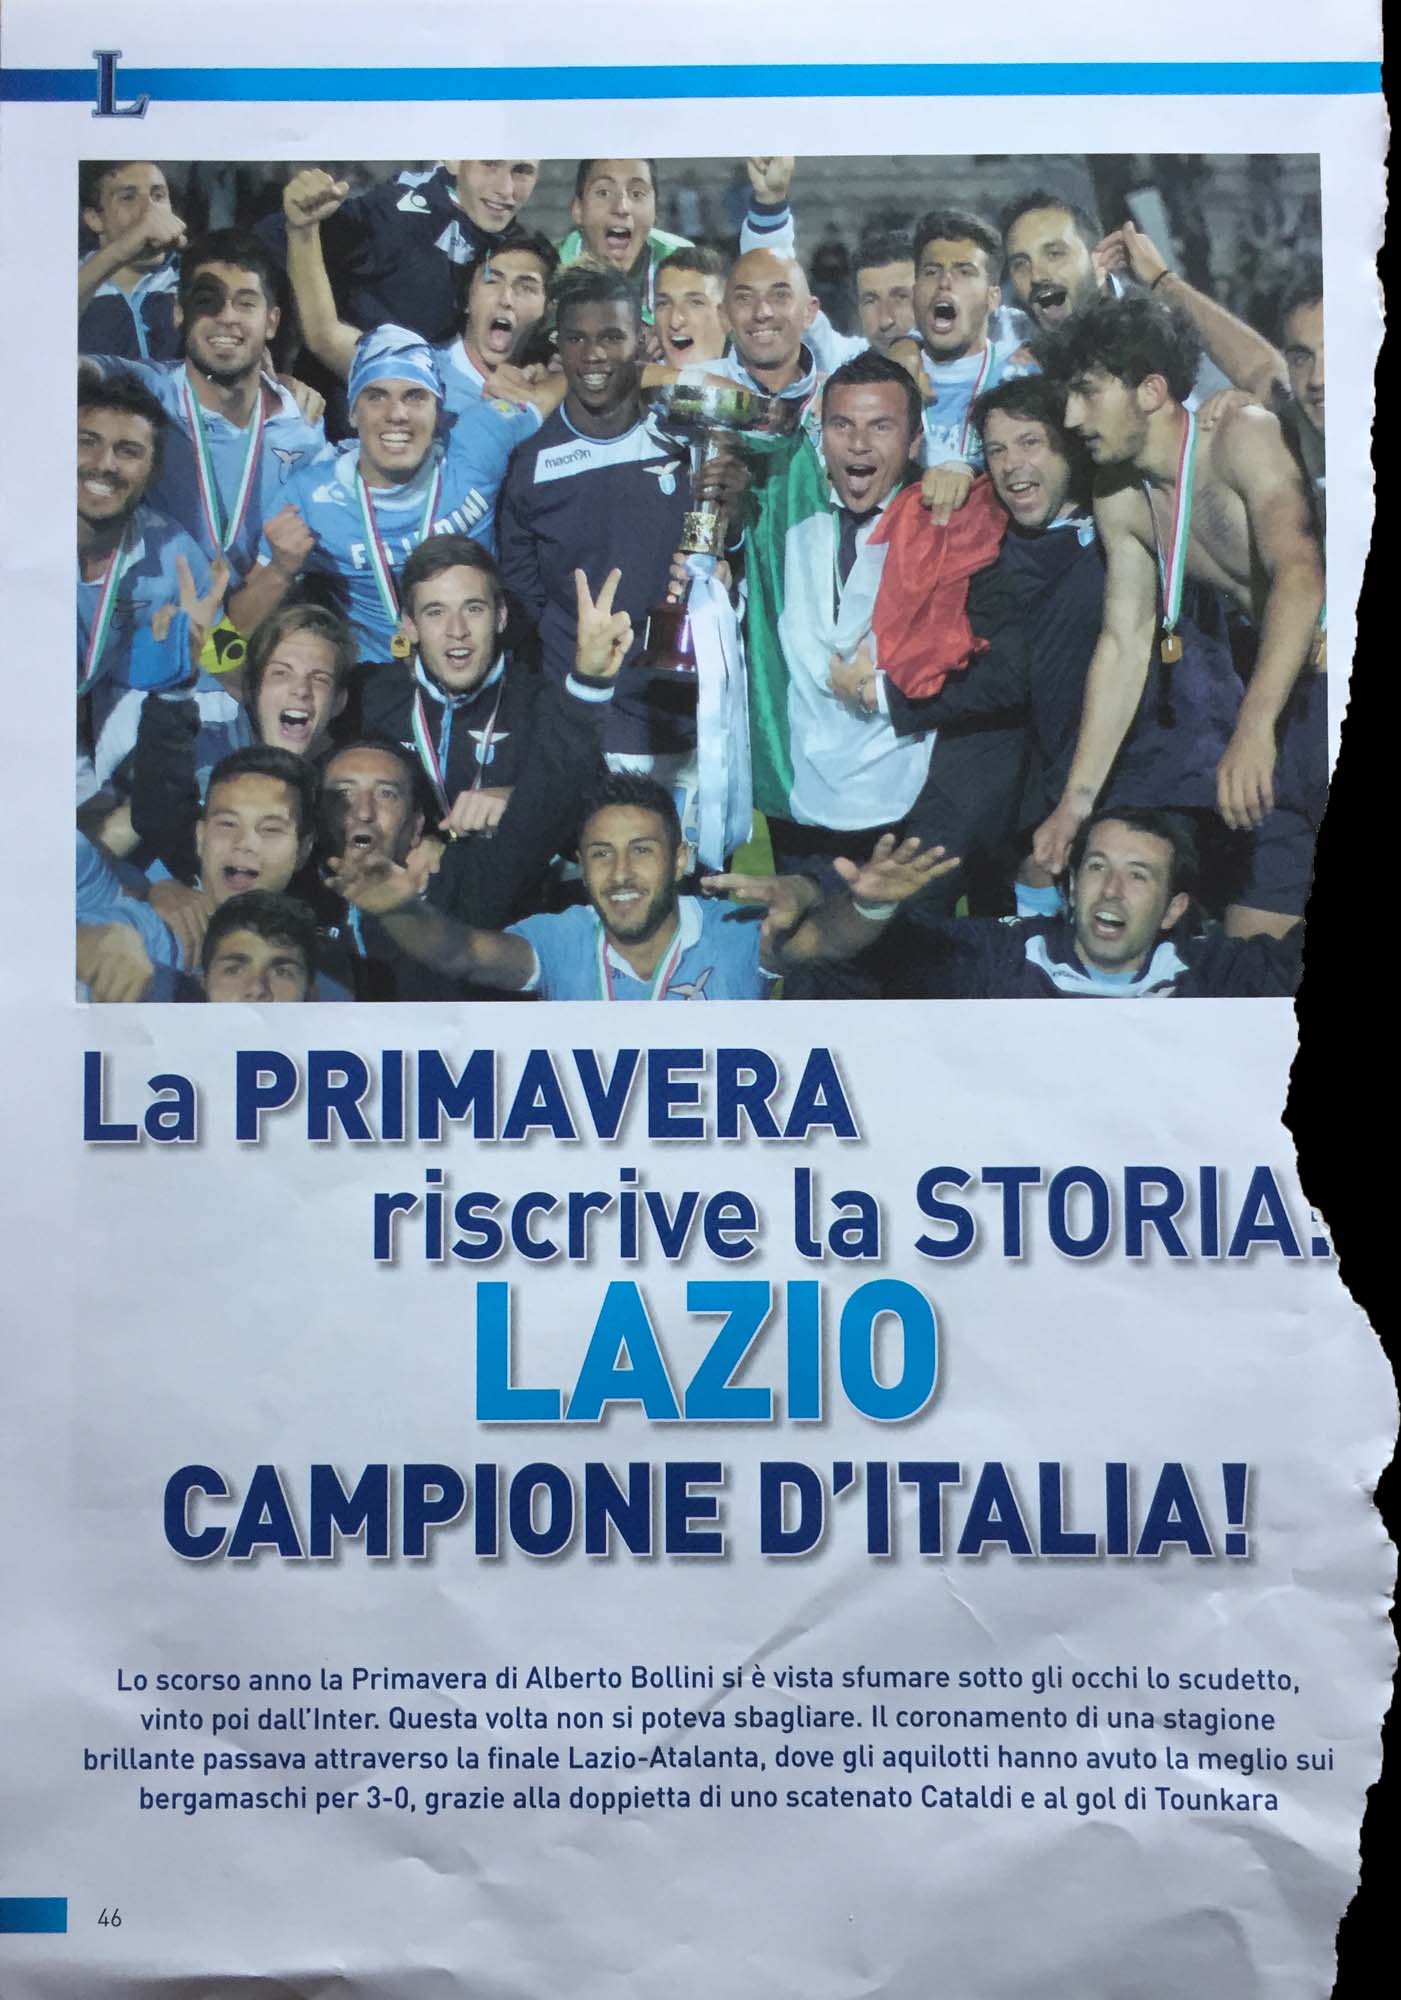 L
macron
La PRIMAVERA
riscrive la STORIA:
LAZIO
CAMPIONE D'ITALIA!
Lo scorso anno la Primavera di Alberto Bollini si è vista sfumare sotto gli occhi lo scudetto,
vinto poi dall'Inter. Questa volta non si poteva sbagliare. Il coronamento di una stagione
brillante passava attraverso la finale Lazio-Atalanta, dove gli aquilotti hanno avuto la meglio sui
bergamaschi per 3-0, grazie alla doppietta di uno scatenato Cataldi e al gol di Tounkara
46